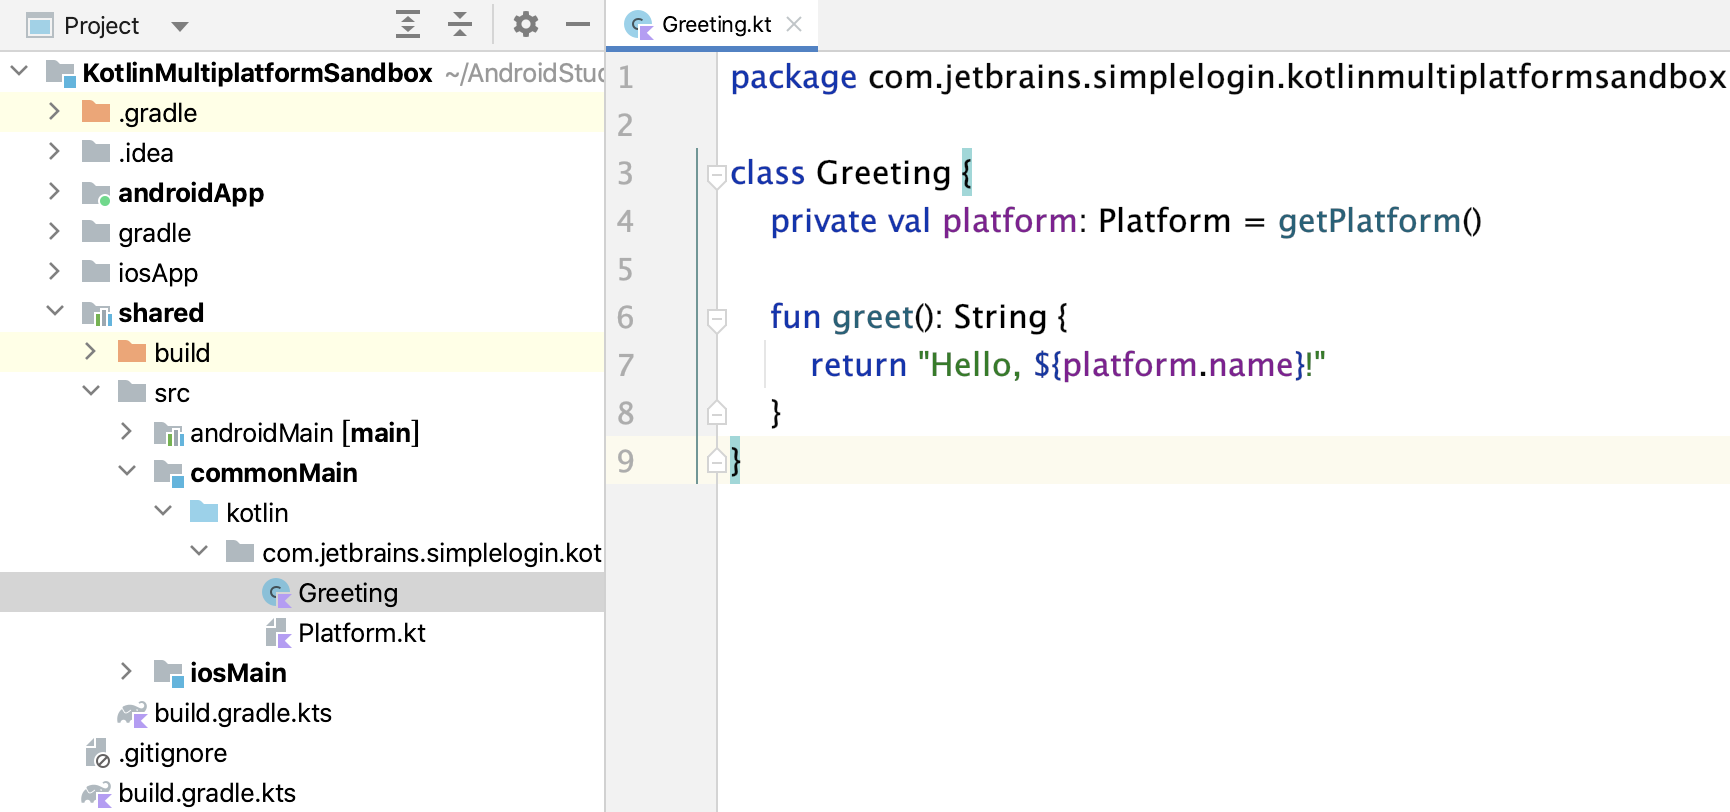 Project
KotlinMultiplatformSandbox ~/AndroidStuc
.gradle
.idea
androidApp
gradle
iosApp
shared
build
src
androidMain [main]
commonMain
kotlin
com.jetbrains.simplelogin.kot
Greeting
Platform.kt
iosMain
build.gradle.kts
.gitignore
build.gradle.kts
Greeting.kt
1 package com.jetbrains.simplelogin.kotlinmultiplatformsandbox
2
3 class Greeting {
4 private val platform: Platform = getPlatform()
5
6 fun greet(): String {
7 return "Hello, ${platform.name}!"
8 }
9 }